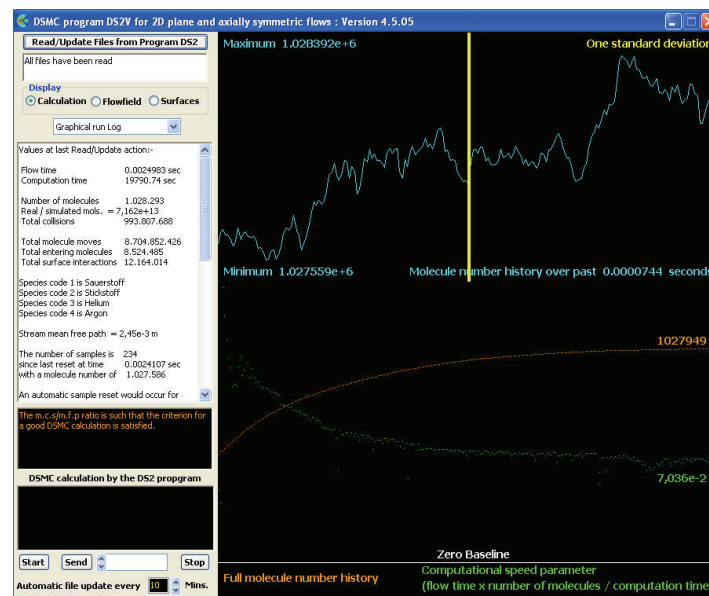 DSMC program DS2V for 2D plane and axially symmetric flows : Version 4.5.05
Read/Update Files from Program DS2
All files have been read
Display
Calculation Flowfield Surfaces
Graphical run Log
Values at last Read/Update action:-
Flow time 0.0024983 sec
Computation time 19790.74 sec
Number of molecules 1.028.293
Real / simulated mols. = 7,162e+13
Total collisions 993.807.688
Total molecule moves 8.704.852.426
Total entering molecules 8.524.485
Total surface interactions 12.164.014
Species code 1 is Sauerstoff
Species code 2 is Stickstoff
Species code 3 is Helium
Species code 4 is Argon
Stream mean free path = 2,45e-3 m
The number of samples is 234
since last reset at time 0.0024107 sec
with a molecule number of 1.027.586
An automatic sample reset would occur for
The m.c.s/m.f.p ratio is such that the criterion for
a good DSMC calculation is satisfied.
DSMC calculation by the DS2 propgram
Start Send Stop
Automatic file update every 10 Mins.
Maximum 1.028392e+6 One standard deviation
Minimum 1.027559e+6 Molecule number history over past 0.0000744 seconds
1027949
7,036e-2
Zero Baseline
Full molecule number history
Computational speed parameter
(flow time x number of molecules / computation time